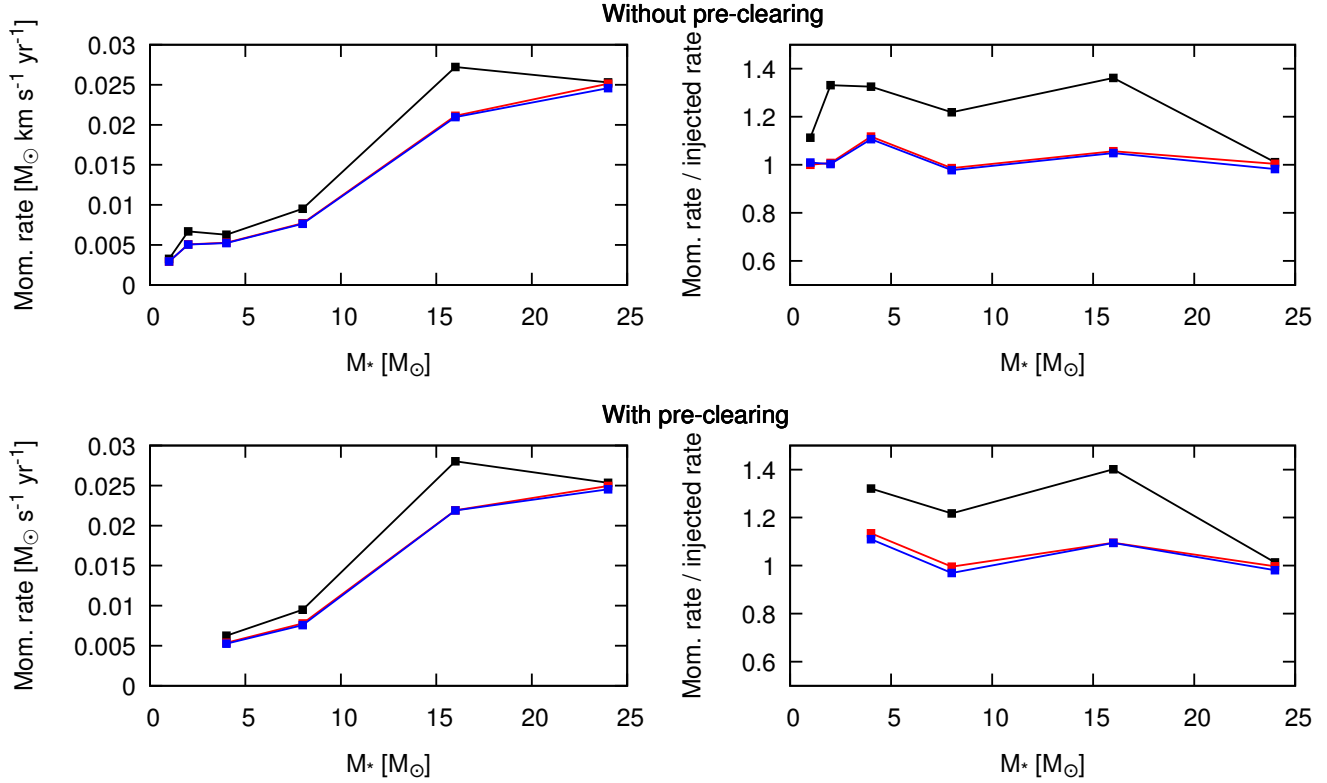 Without pre-clearing
Mom. rate [M☉ km s⁻¹ yr⁻¹]
0.03
0.025
0.02
0.015
0.01
0.005
0
0 5 10 15 20 25
M* [M☉]
Mom. rate / injected rate
1.4
1.2
1
0.8
0.6
0 5 10 15 20 25
M* [M☉]
With pre-clearing
Mom. rate [M☉ s⁻¹ yr⁻¹]
0.03
0.025
0.02
0.015
0.01
0.005
0
0 5 10 15 20 25
M* [M☉]
Mom. rate / injected rate
1.4
1.2
1
0.8
0.6
0 5 10 15 20 25
M* [M☉]